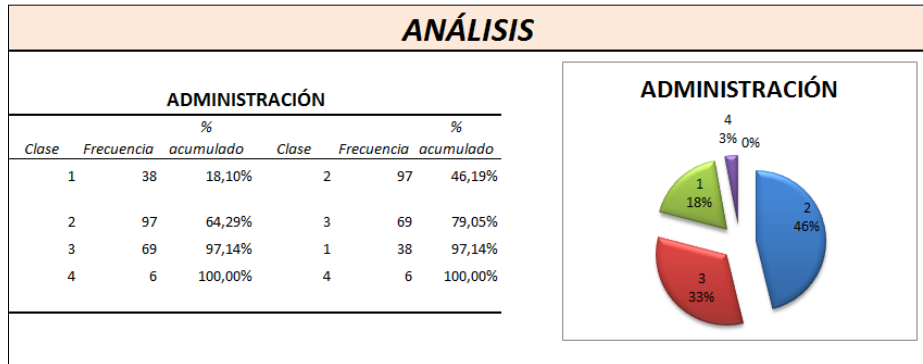 ANÁLISIS
ADMINISTRACIÓN
% %
Clase Frecuencia acumulado Clase Frecuencia acumulado
1 38 18,10% 2 97 46,19%
2 97 64,29% 3 69 79,05%
3 69 97,14% 1 38 97,14%
4 6 100,00% 4 6 100,00%
ADMINISTRACIÓN
4
3% 0%
1
18%
2
46%
3
33%